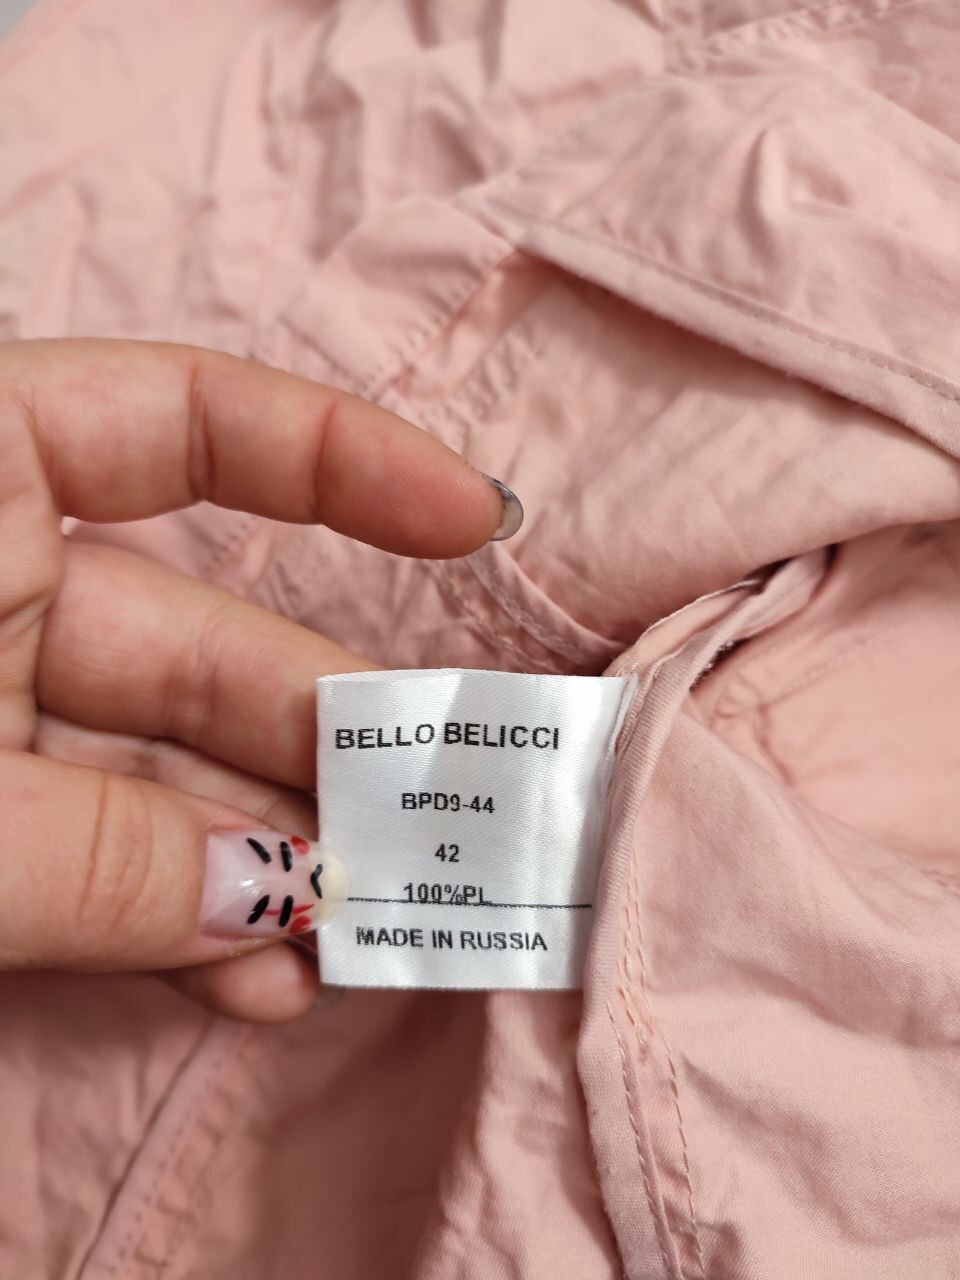 BELLO BELICCI
BPD9-44
42
100%PL
MADE IN RUSSIA